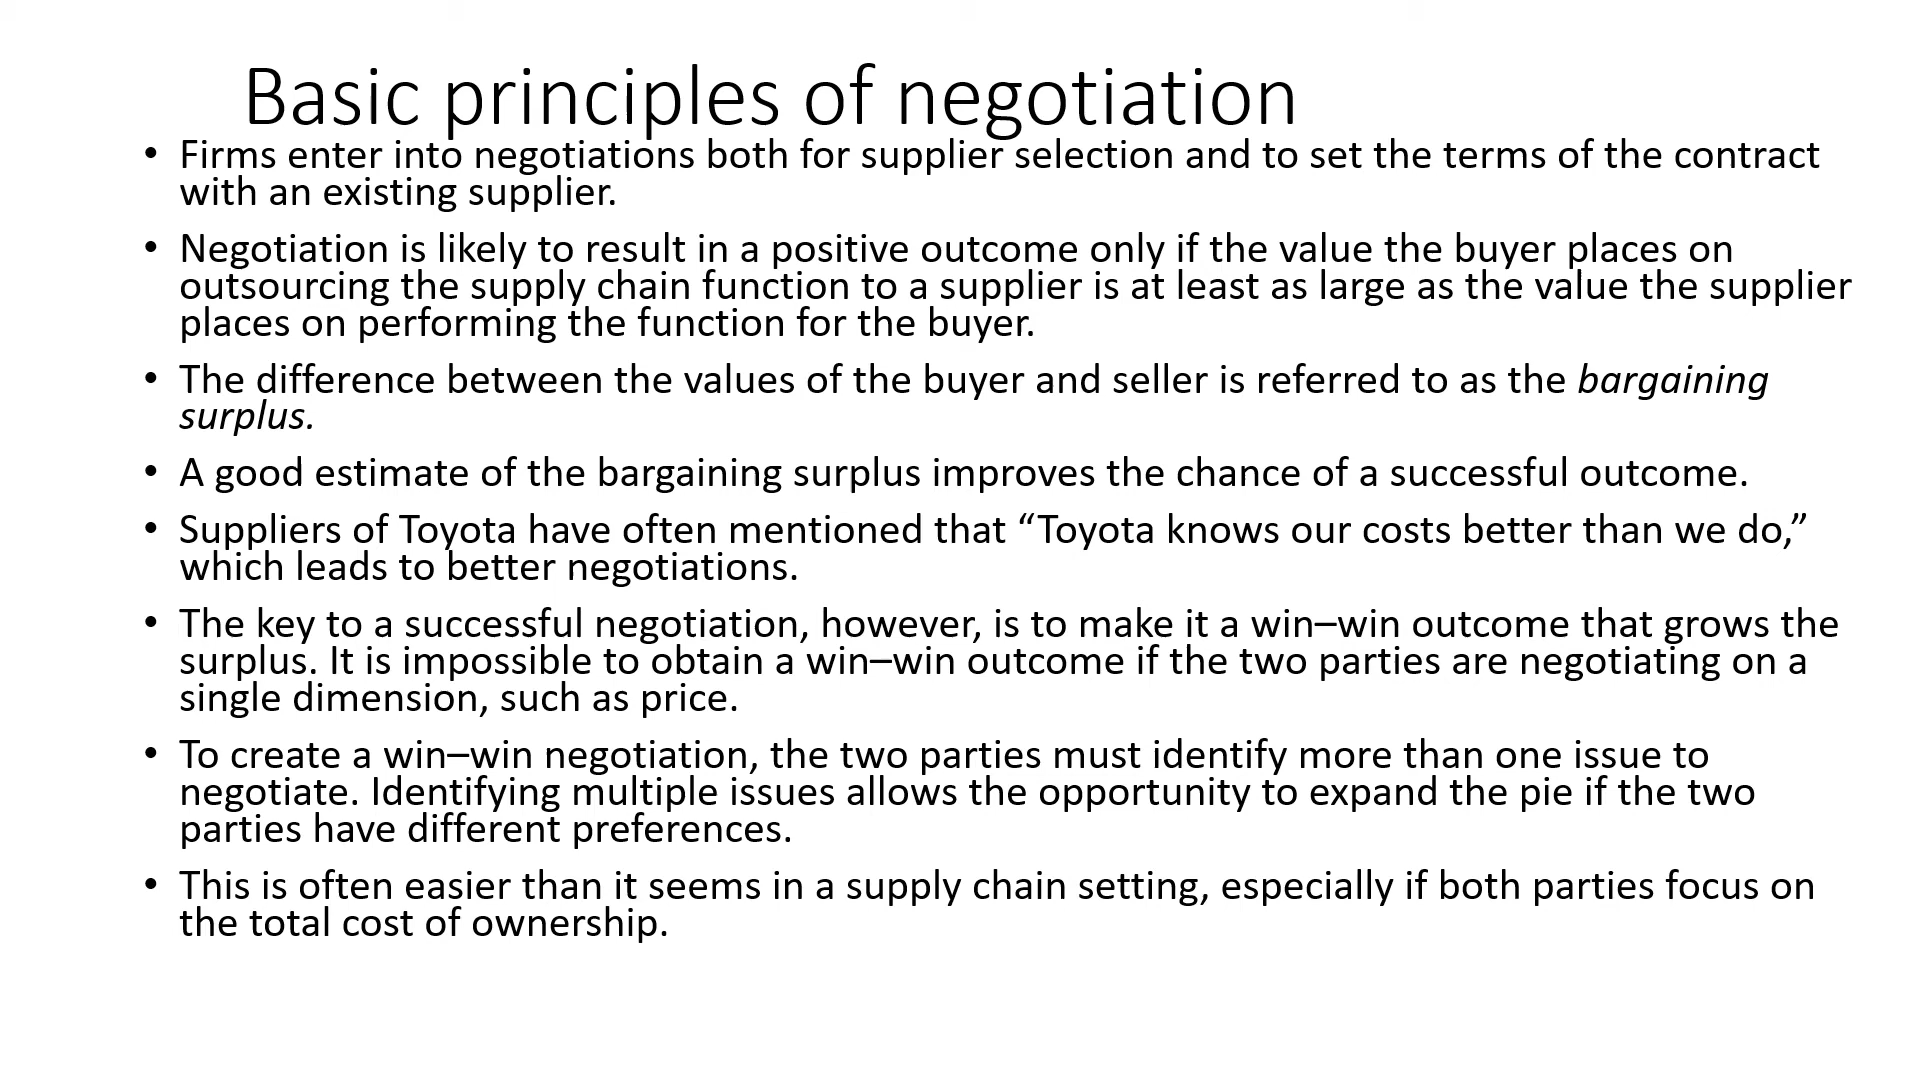 Basic principles of negotiation
• Firms enter into negotiations both for supplier selection and to set the terms of the contract
with an existing supplier.
• Negotiation is likely to result in a positive outcome only if the value the buyer places on
outsourcing the supply chain function to a supplier is at least as large as the value the supplier
places on performing the function for the buyer.
• The difference between the values of the buyer and seller is referred to as the bargaining
surplus.
• A good estimate of the bargaining surplus improves the chance of a successful outcome.
• Suppliers of Toyota have often mentioned that “Toyota knows our costs better than we do,”
which leads to better negotiations.
• The key to a successful negotiation, however, is to make it a win–win outcome that grows the
surplus. It is impossible to obtain a win–win outcome if the two parties are negotiating on a
single dimension, such as price.
• To create a win–win negotiation, the two parties must identify more than one issue to
negotiate. Identifying multiple issues allows the opportunity to expand the pie if the two
parties have different preferences.
• This is often easier than it seems in a supply chain setting, especially if both parties focus on
the total cost of ownership.